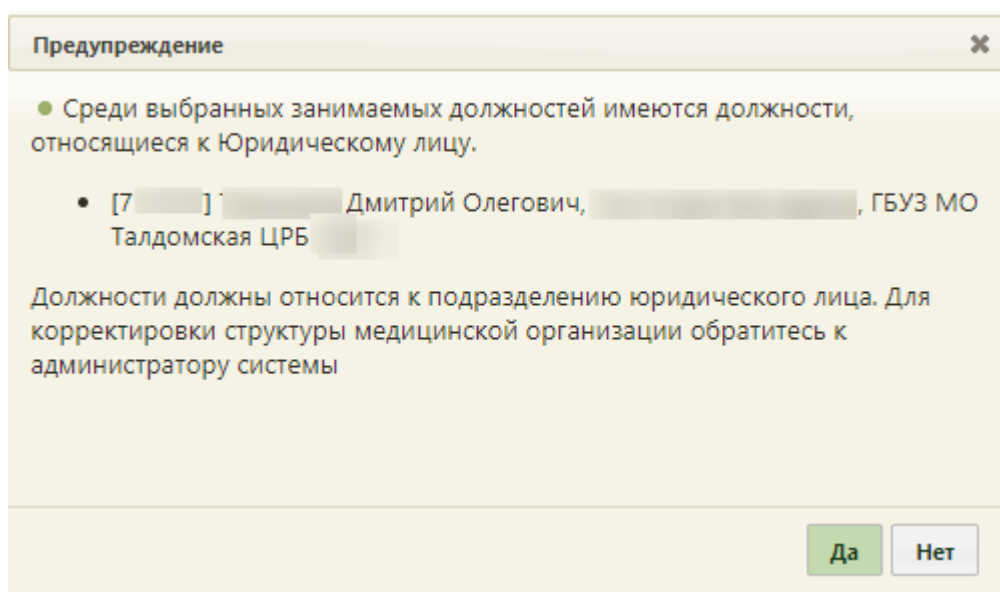 Предупреждение
Среди выбранных занимаемых должностей имеются должности,
относящиеся к Юридическому лицу.
[7 ] Дмитрий Олегович, , ГБУЗ МО
Талдомская ЦРБ
Должности должны относится к подразделению юридического лица. Для
корректировки структуры медицинской организации обратитесь к
администратору системы
Да Нет